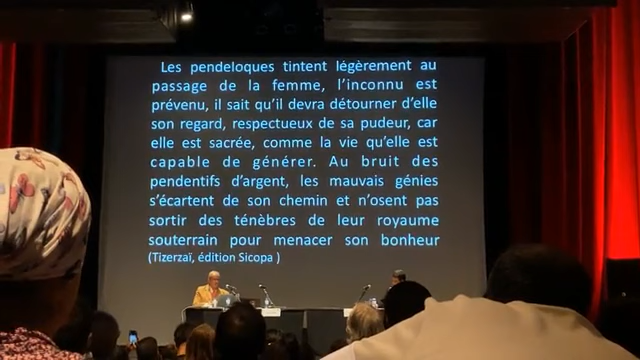 Les pendeloques tintent légèrement au
passage de la femme, l'inconnu est
prévenu, il sait qu'il devra détourner d'elle
son regard, respectueux de sa pudeur, car
elle est sacrée, comme la vie qu'elle est
capable de générer. Au bruit des
pendentifs d'argent, les mauvais génies
s'écartent de son chemin et n'osent pas
sortir des ténèbres de leur royaume
souterrain pour menacer son bonheur
(Tizerzaï, édition Sicopa )